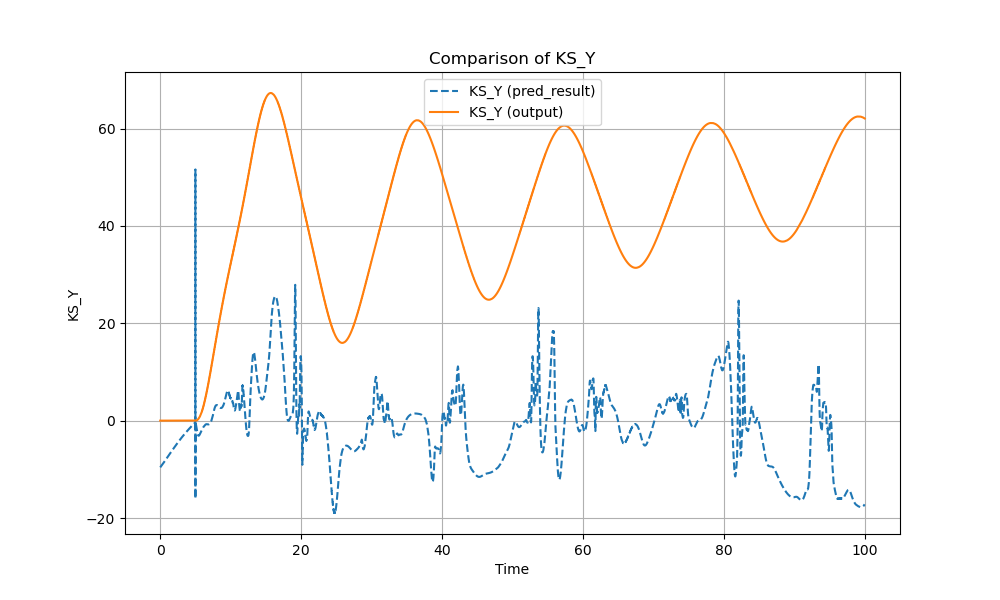 Comparison of KS_Y
KS_Y (pred_result)
KS_Y (output)
60
40
20
0
−20
KS_Y
0 20 40 60 80 100
Time